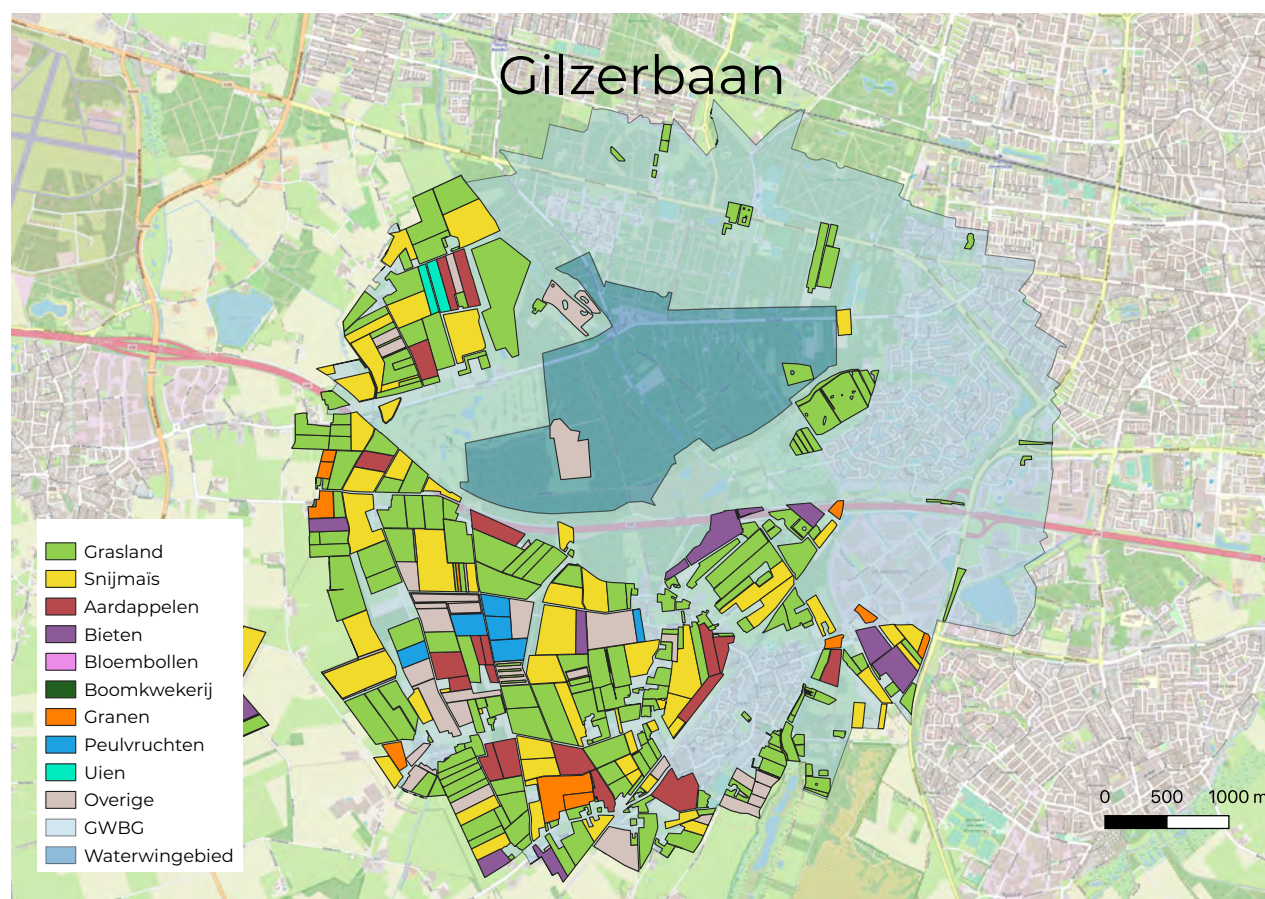 Gilzerbaan
Grasland
Snijmaïs
Aardappelen
Bieten
Bloembollen
Boomkwekerij
Granen
Peulvruchten
Uien
Overige
GWBG
Waterwingebied
0 500 1000 m